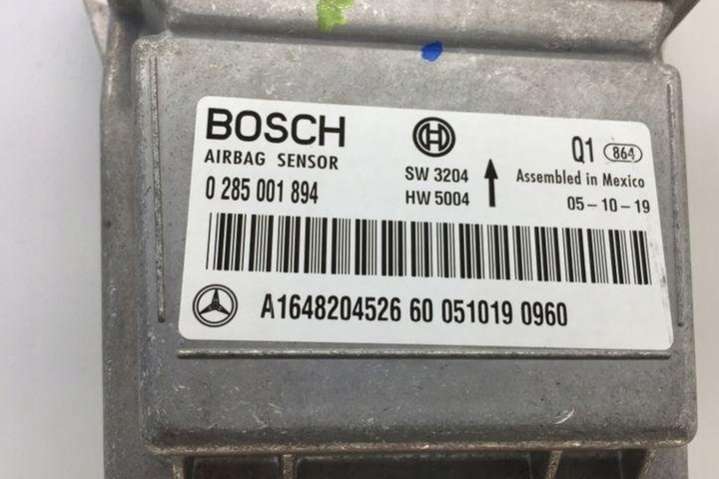 BOSCH
AIRBAG SENSOR
0 285 001 894
SW 3204
HW 5004
Q1 864
Assembled in Mexico
05-10-19
A1648204526 60 051019 0960